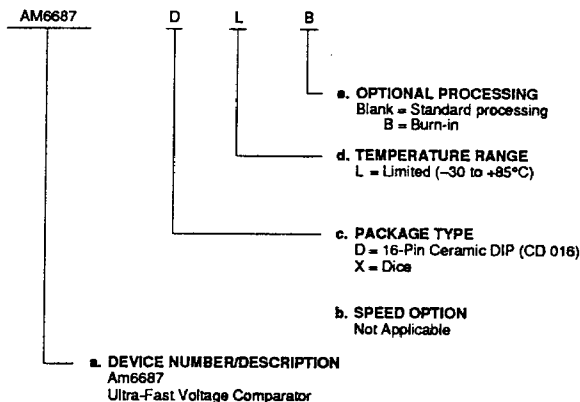 AM6687 D L B
e. OPTIONAL PROCESSING
Blank = Standard processing
B = Burn-in
d. TEMPERATURE RANGE
L = Limited (–30 to +85°C)
c. PACKAGE TYPE
D = 16-Pin Ceramic DIP (CD 016)
X = Dice
b. SPEED OPTION
Not Applicable
a. DEVICE NUMBER/DESCRIPTION
Am6687
Ultra-Fast Voltage Comparator